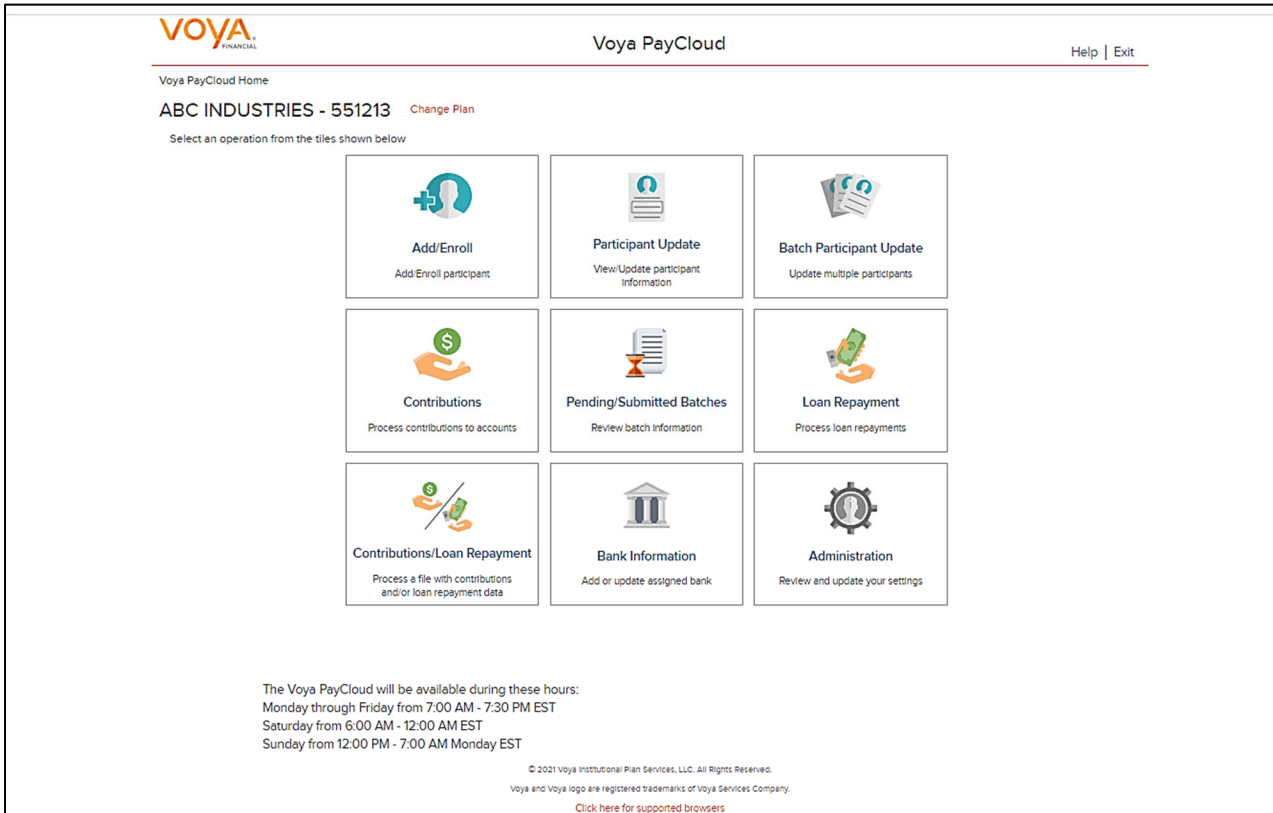 VOYA
FINANCIAL
Voya PayCloud
Help | Exit
Voya PayCloud Home
ABC INDUSTRIES - 551213 Change Plan
Select an operation from the tiles shown below
Add/Enroll
Add/Enroll participant
Participant Update
View/Update participant
information
Batch Participant Update
Update multiple participants
$
Contributions
Process contributions to accounts
Pending/Submitted Batches
Review batch information
Loan Repayment
Process loan repayments
$
Contributions/Loan Repayment
Process a file with contributions
and/or loan repayment data
Bank Information
Add or update assigned bank
Administration
Review and update your settings
The Voya PayCloud will be available during these hours:
Monday through Friday from 7:00 AM - 7:30 PM EST
Saturday from 6:00 AM - 12:00 AM EST
Sunday from 12:00 PM - 7:00 AM Monday EST
© 2021 Voya Institutional Plan Services, LLC. All Rights Reserved.
Voya and Voya logo are registered trademarks of Voya Services Company.
Click here for supported browsers